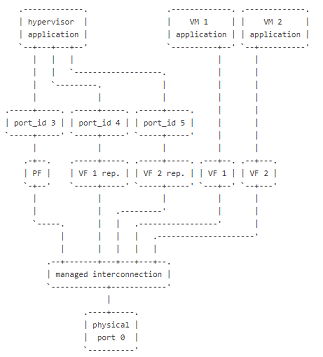 hypervisor VM 1 VM 2
application application application
port_id 3 port_id 4 port_id 5
PF VF 1 rep. VF 2 rep. VF 1 VF 2
managed interconnection
physical
port 0